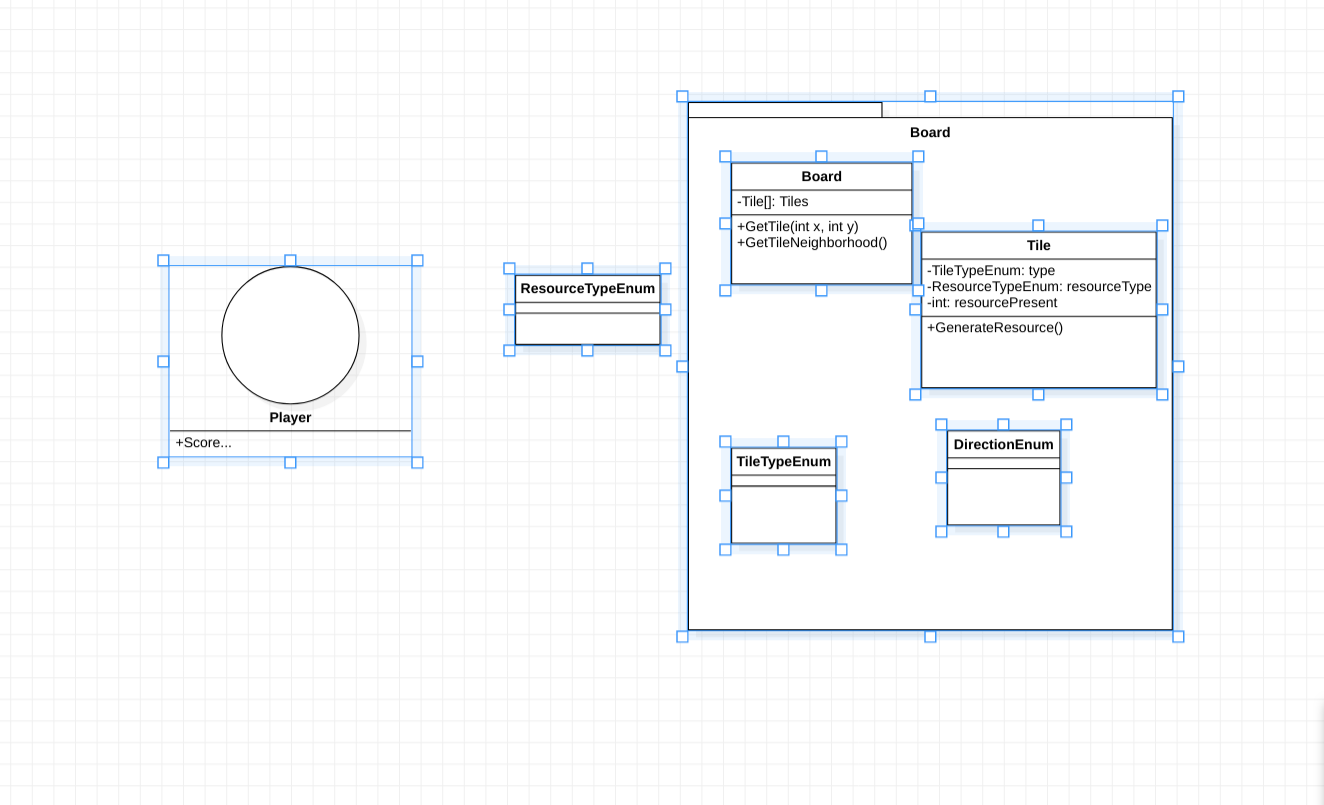 Board
Board
-Tile[]: Tiles
+GetTile(int x, int y)
+GetTileNeighborhood()
Tile
-TileTypeEnum: type
-ResourceTypeEnum: resourceType
-int: resourcePresent
+GenerateResource()
ResourceTypeEnum
Player
+Score...
TileTypeEnum
DirectionEnum